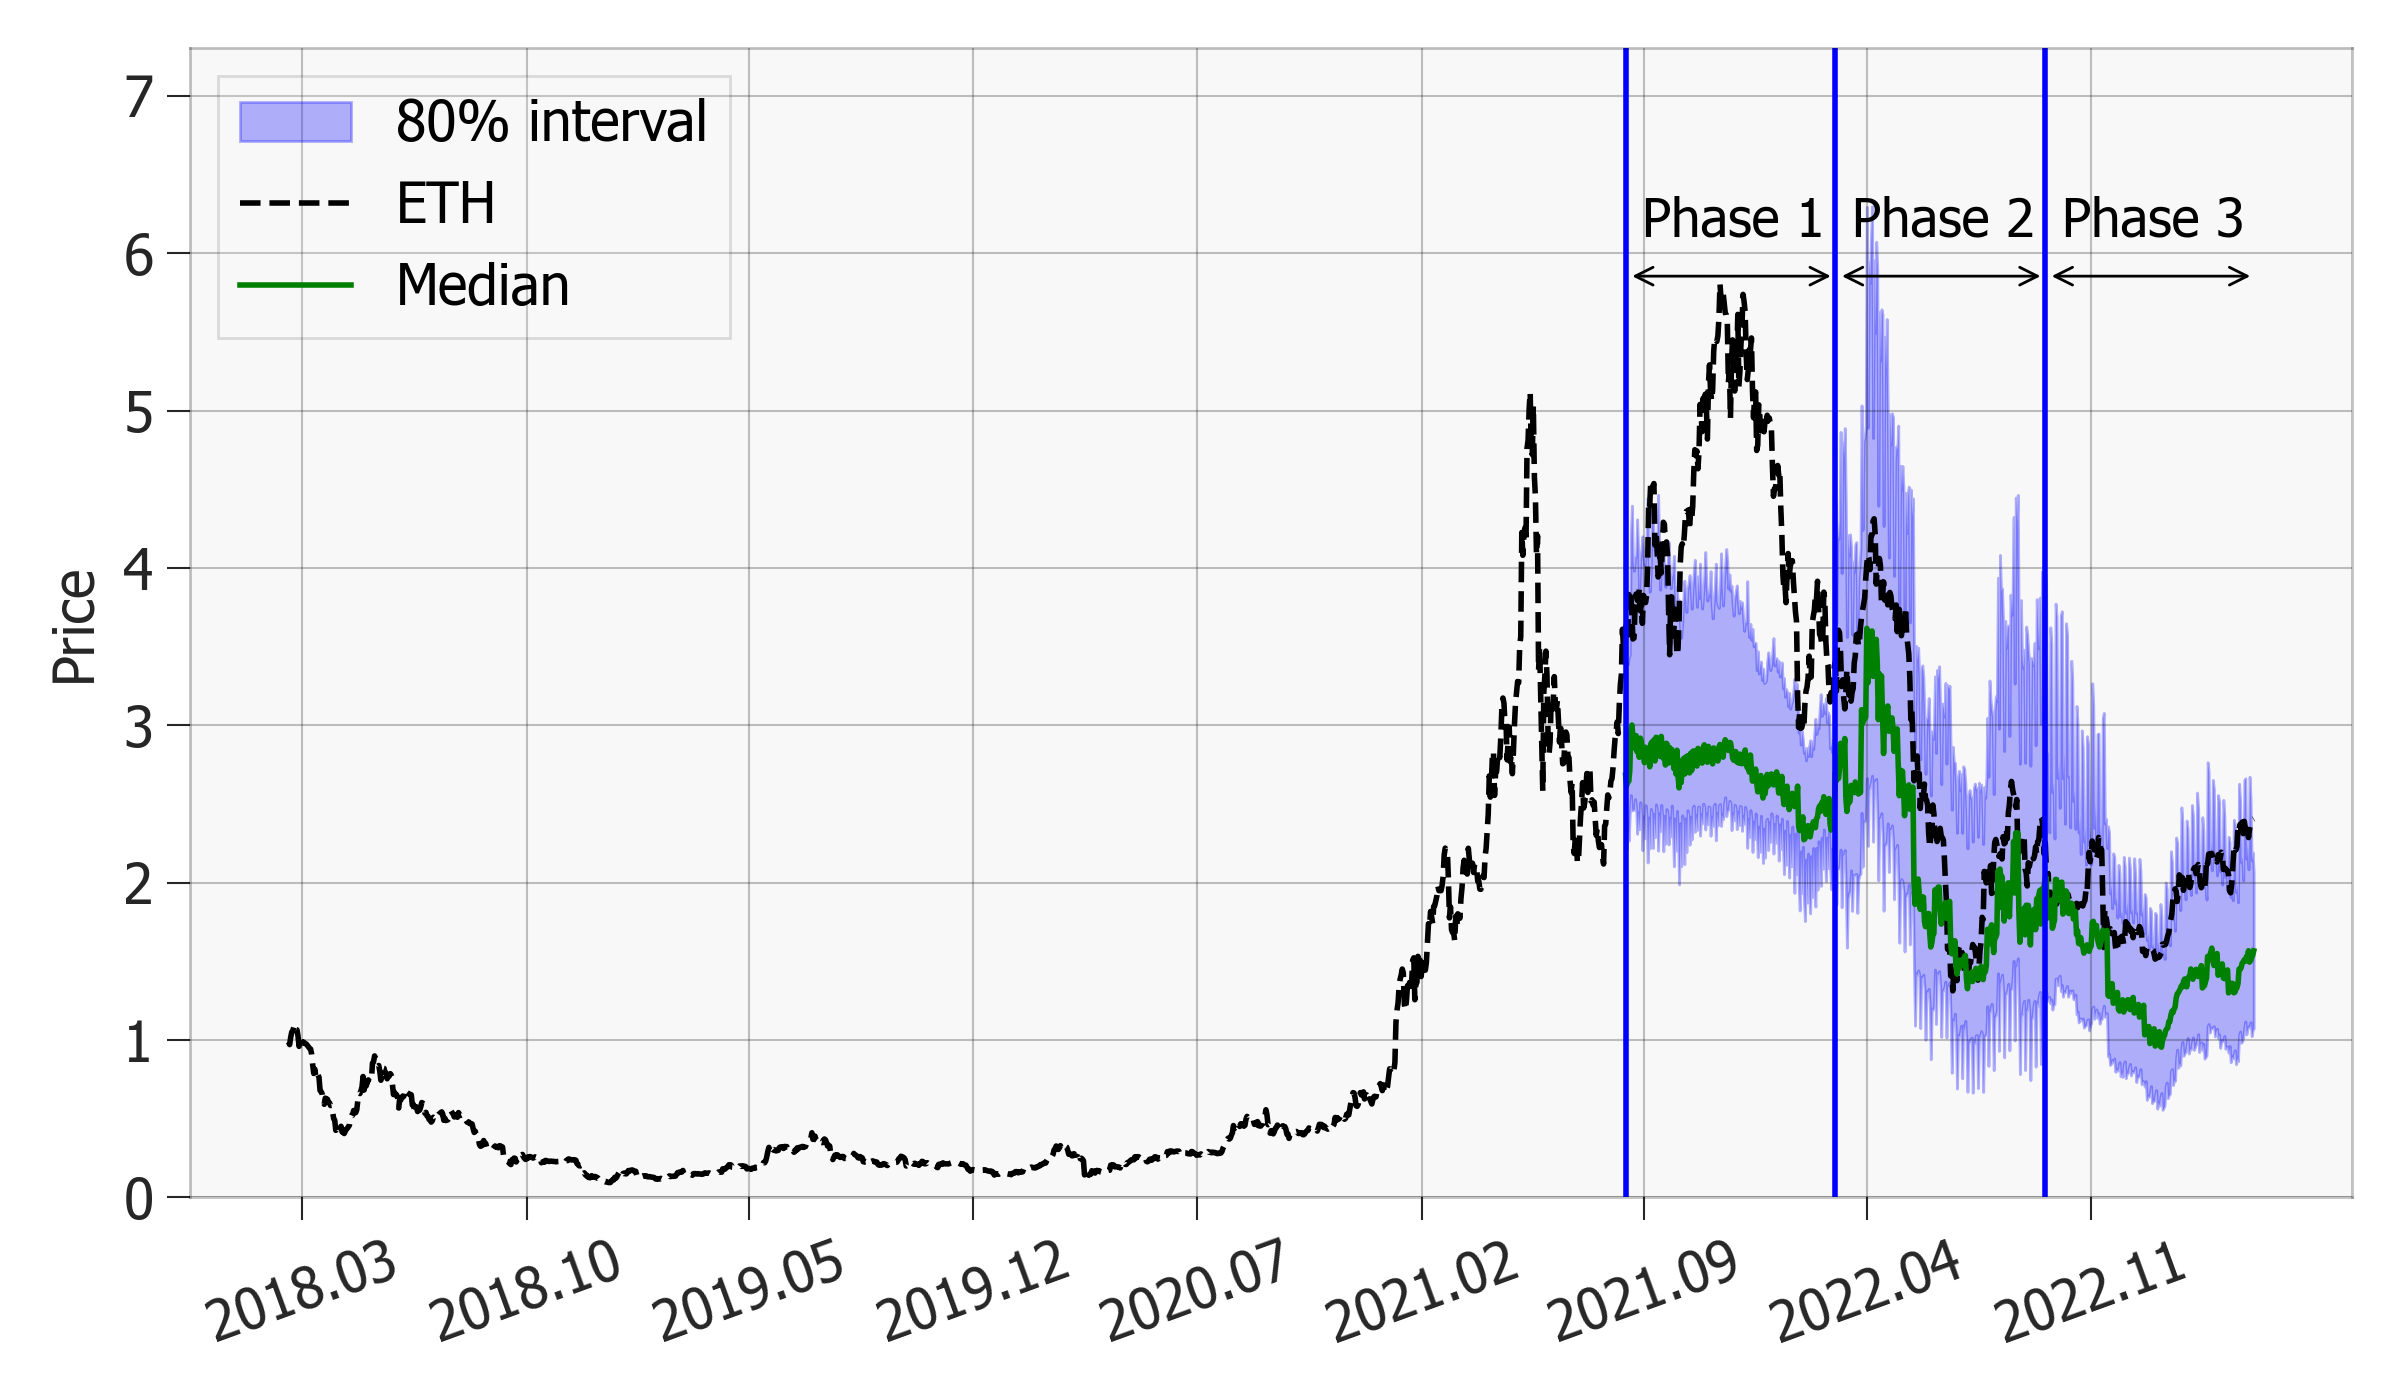 80% interval
ETH
Median
Phase 1
Phase 2
Phase 3
Price
7
6
5
4
3
2
1
0
2018.03
2018.10
2019.05
2019.12
2020.07
2021.02
2021.09
2022.04
2022.11